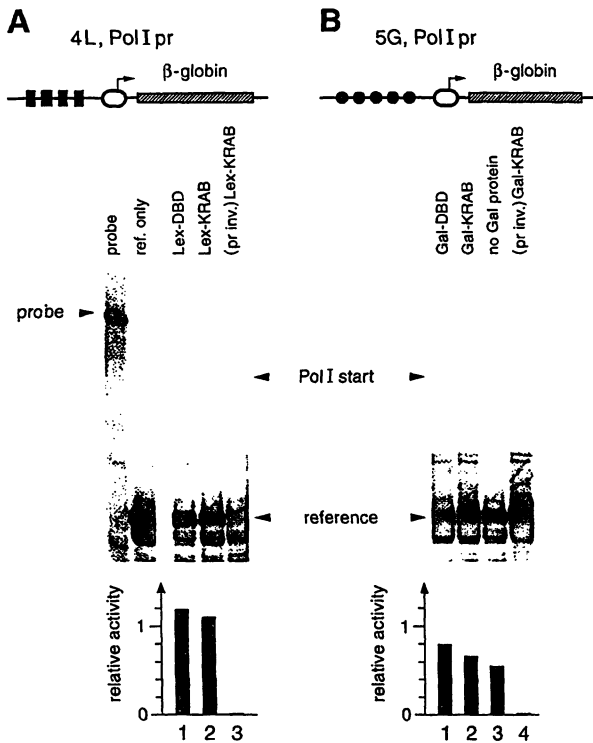 A
B
4L, Pol I pr
5G, Pol I pr
β-globin
β-globin
probe
ref. only
Lex-DBD
Lex-KRAB
(pr inv.) Lex-KRAB
Gal-DBD
Gal-KRAB
no Gal protein
(pr inv.) Gal-KRAB
probe
Pol I start
reference
relative activity
1
0
1 2 3
relative activity
1
0
1 2 3 4